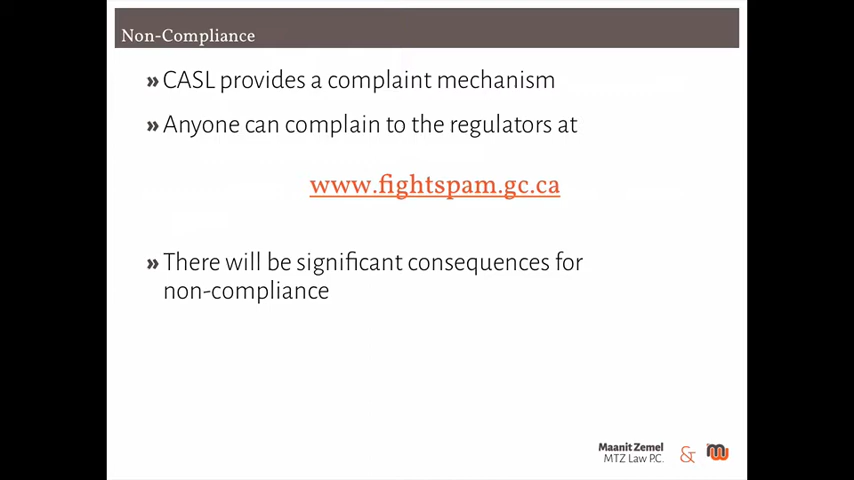 Non-Compliance
» CASL provides a complaint mechanism
» Anyone can complain to the regulators at
www.fightspam.gc.ca
» There will be significant consequences for
non-compliance
Maanit Zemel
MTZ Law P.C.
&